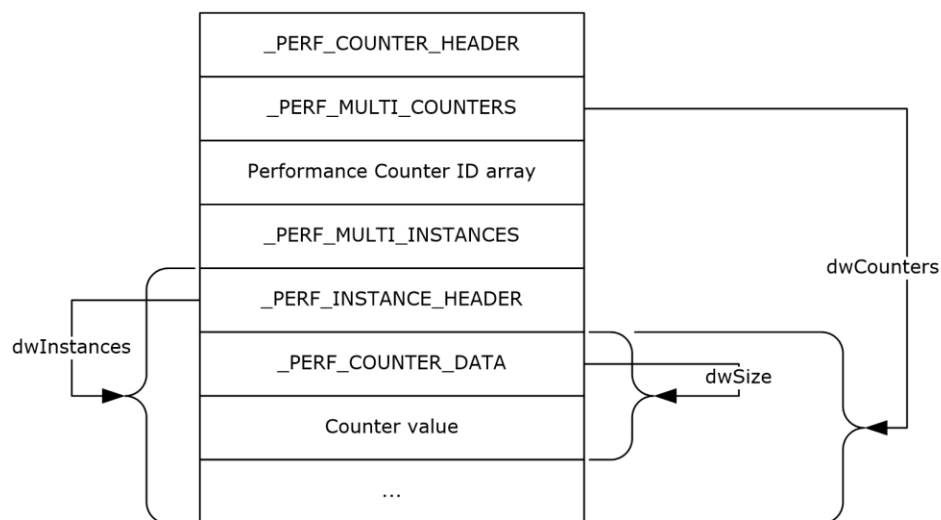 _PERF_COUNTER_HEADER
_PERF_MULTI_COUNTERS
Performance Counter ID array
_PERF_MULTI_INSTANCES
dwCounters
_PERF_INSTANCE_HEADER
dwInstances
_PERF_COUNTER_DATA
dwSize
Counter value
...